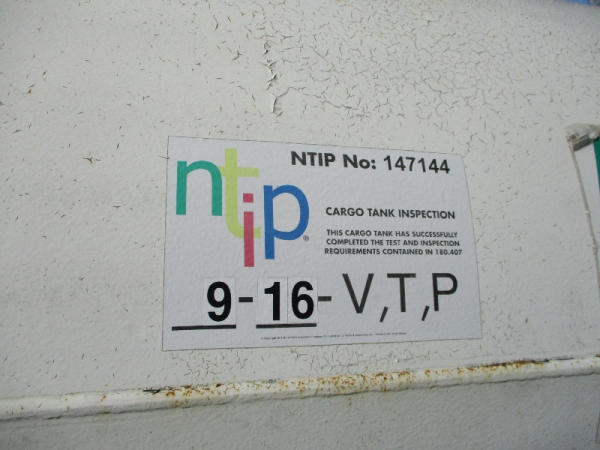 NTIP No: 147144
ntip®
CARGO TANK INSPECTION
THIS CARGO TANK HAS SUCCESSFULLY
COMPLETED THE TEST AND INSPECTION
REQUIREMENTS CONTAINED IN 180.407
9-16-V,T,P